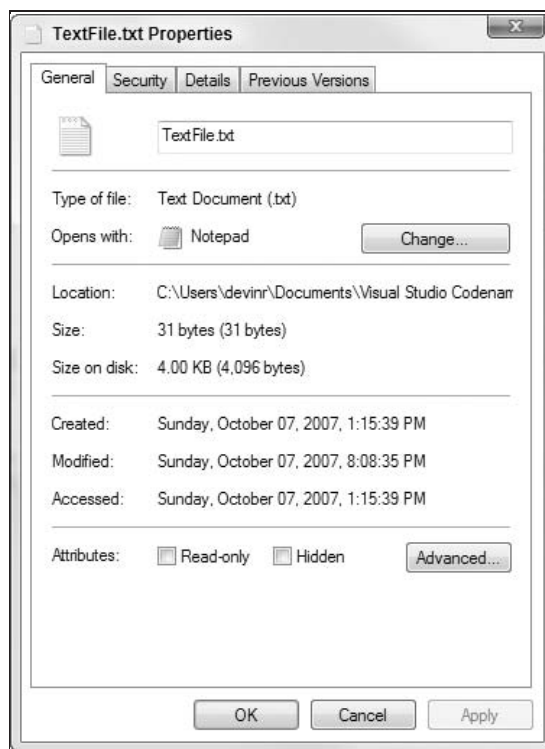 TextFile.txt Properties
General Security Details Previous Versions
TextFile.txt
Type of file: Text Document (.txt)
Opens with: Notepad Change...
Location: C:\Users\devinr\Documents\Visual Studio Codenam
Size: 31 bytes (31 bytes)
Size on disk: 4.00 KB (4,096 bytes)
Created: Sunday, October 07, 2007, 1:15:39 PM
Modified: Sunday, October 07, 2007, 8:08:35 PM
Accessed: Sunday, October 07, 2007, 1:15:39 PM
Attributes: Read-only Hidden Advanced...
OK Cancel Apply